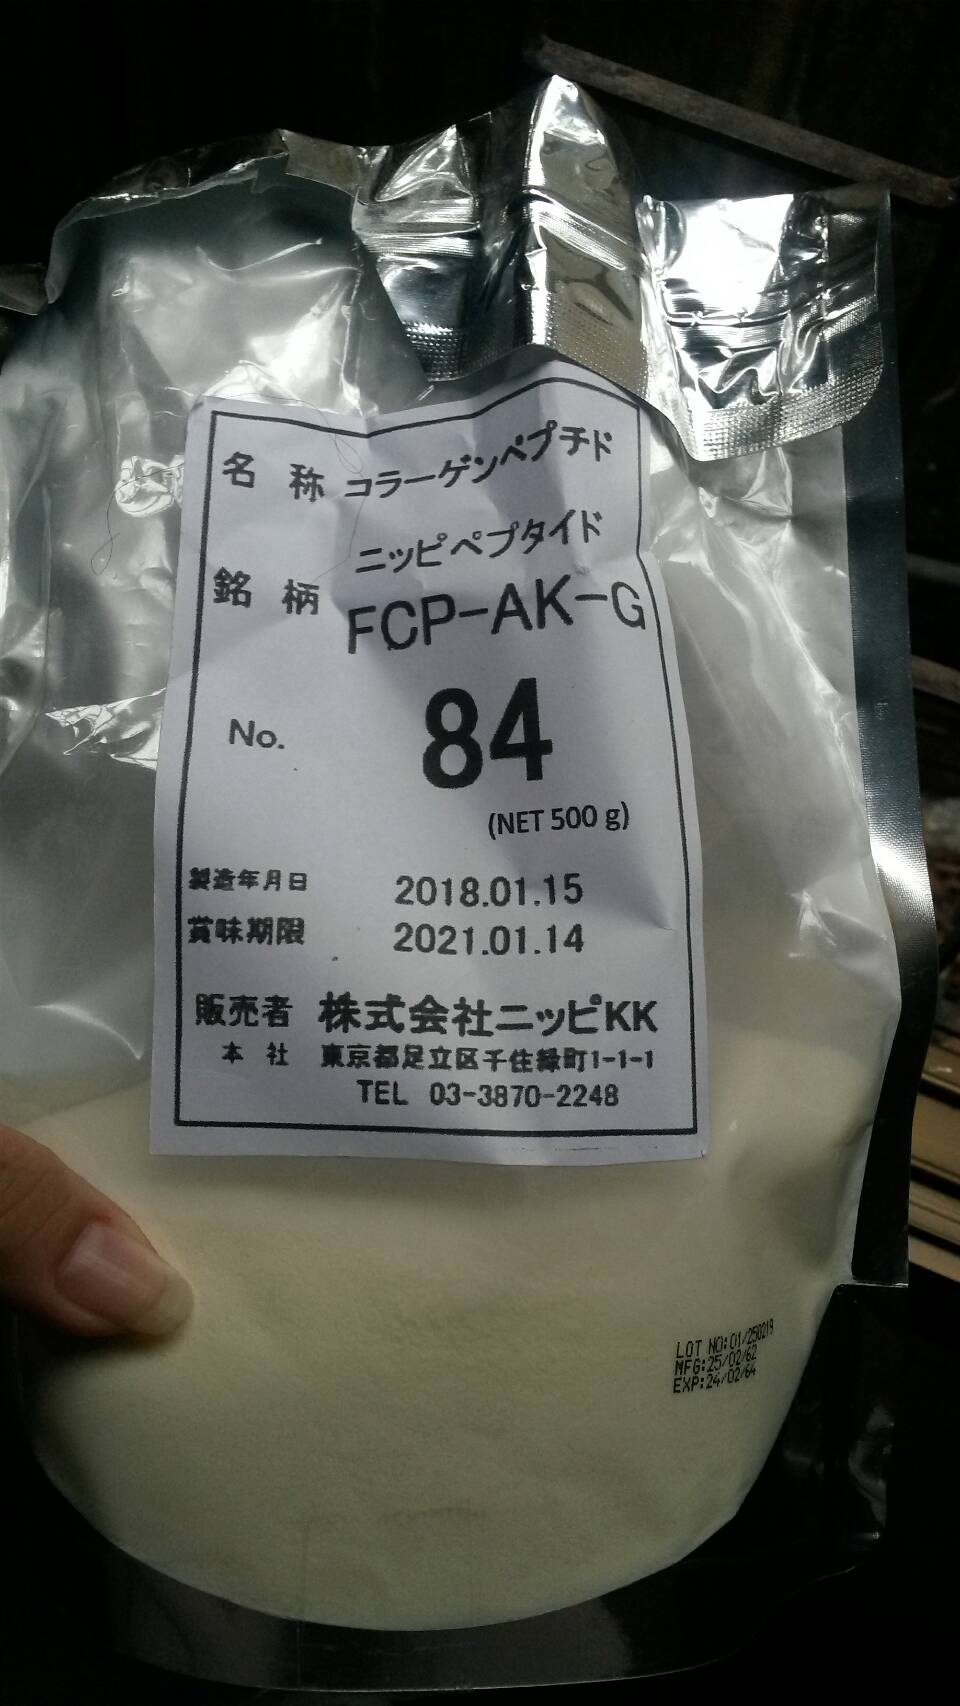 名 称 コラーゲンペプチド
ニッピペプタイド
銘 柄 FCP-AK-G
No. 84
(NET 500 g)
製造年月日 2018.01.15
賞味期限 2021.01.14
販売者 株式会社ニッピKK
本 社 東京都足立区千住緑町1-1-1
TEL 03-3870-2248
LOT NO:01/250219
MFG:25/02/62
EXP:24/02/64